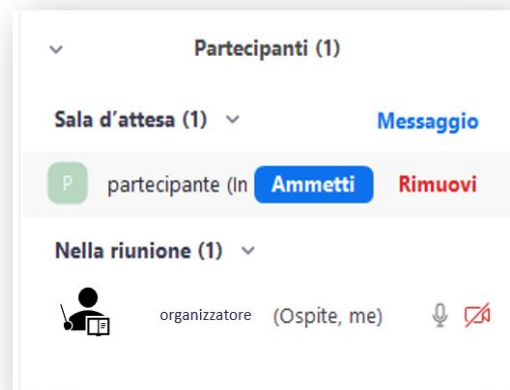 Partecipanti (1)
Sala d'attesa (1) Messaggio
P partecipante (In Ammetti Rimuovi
Nella riunione (1)
organizzatore (Ospite, me)